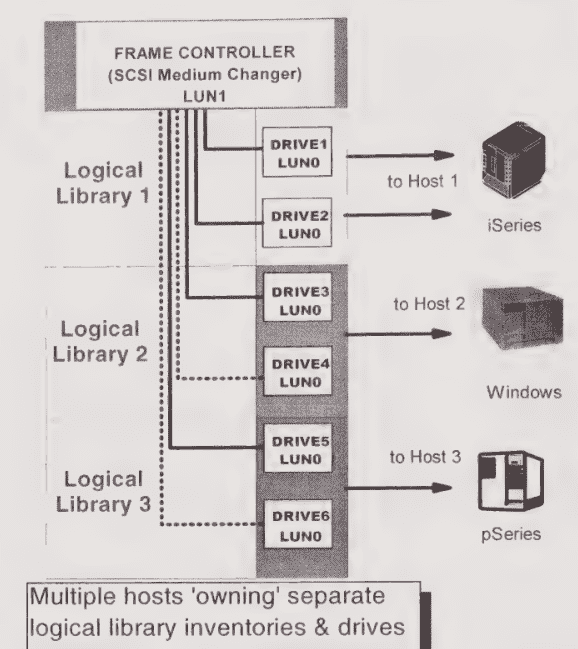 FRAME CONTROLLER
(SCSI Medium Changer)
LUN1
Logical
Library 1
DRIVE1
LUN0
to Host 1
DRIVE2
LUN0
iSeries
Logical
Library 2
DRIVE3
LUN0
to Host 2
DRIVE4
LUN0
Windows
Logical
Library 3
DRIVE5
LUN0
to Host 3
DRIVE6
LUN0
pSeries
Multiple hosts 'owning' separate
logical library inventories & drives